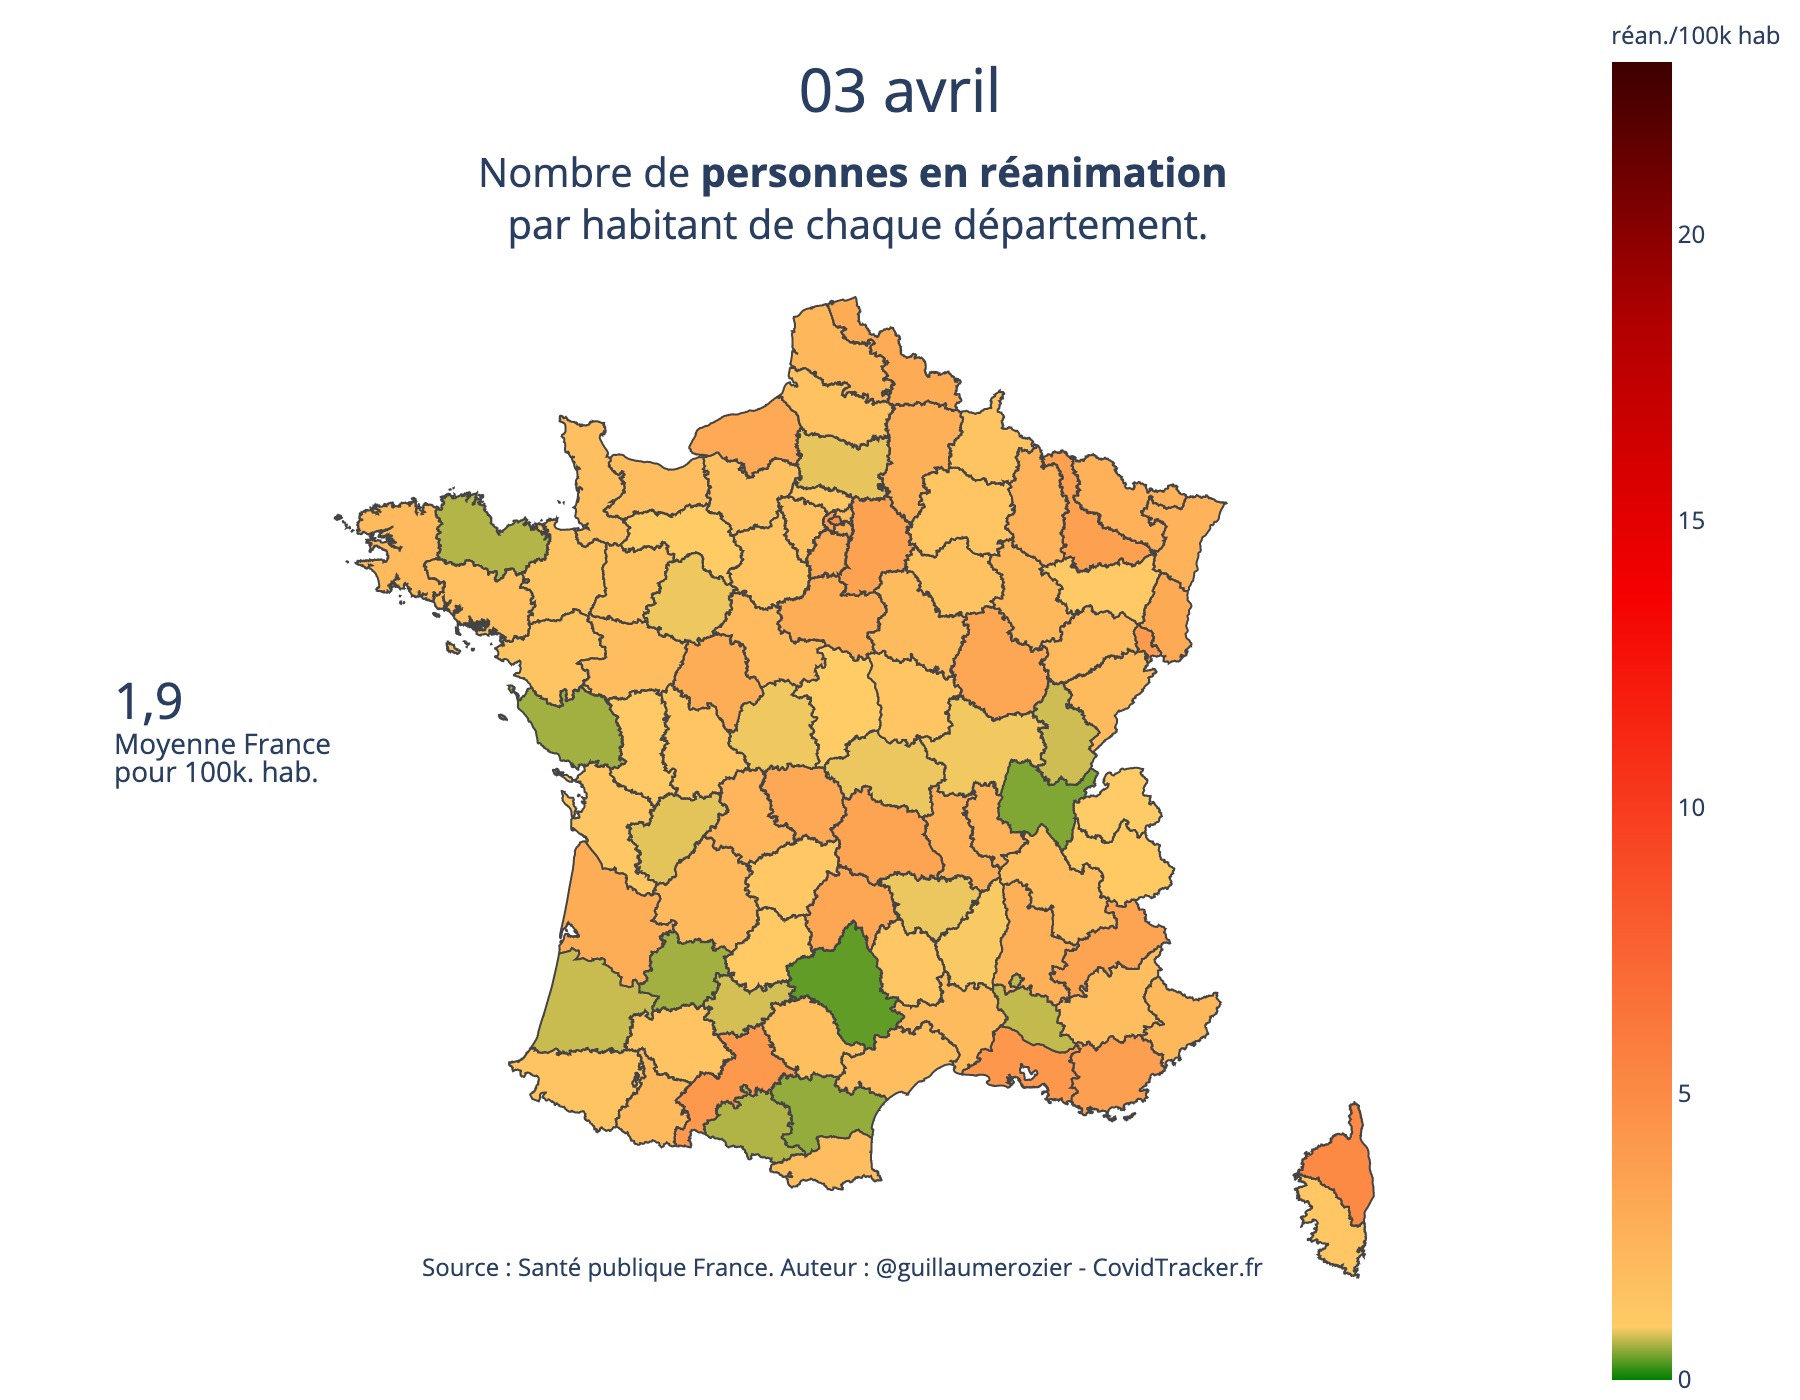 réan./100k hab
03 avril
Nombre de personnes en réanimation
par habitant de chaque département.
20
15
1,9
Moyenne France
pour 100k. hab.
10
5
Source : Santé publique France. Auteur : @guillaumerozier - CovidTracker.fr
0